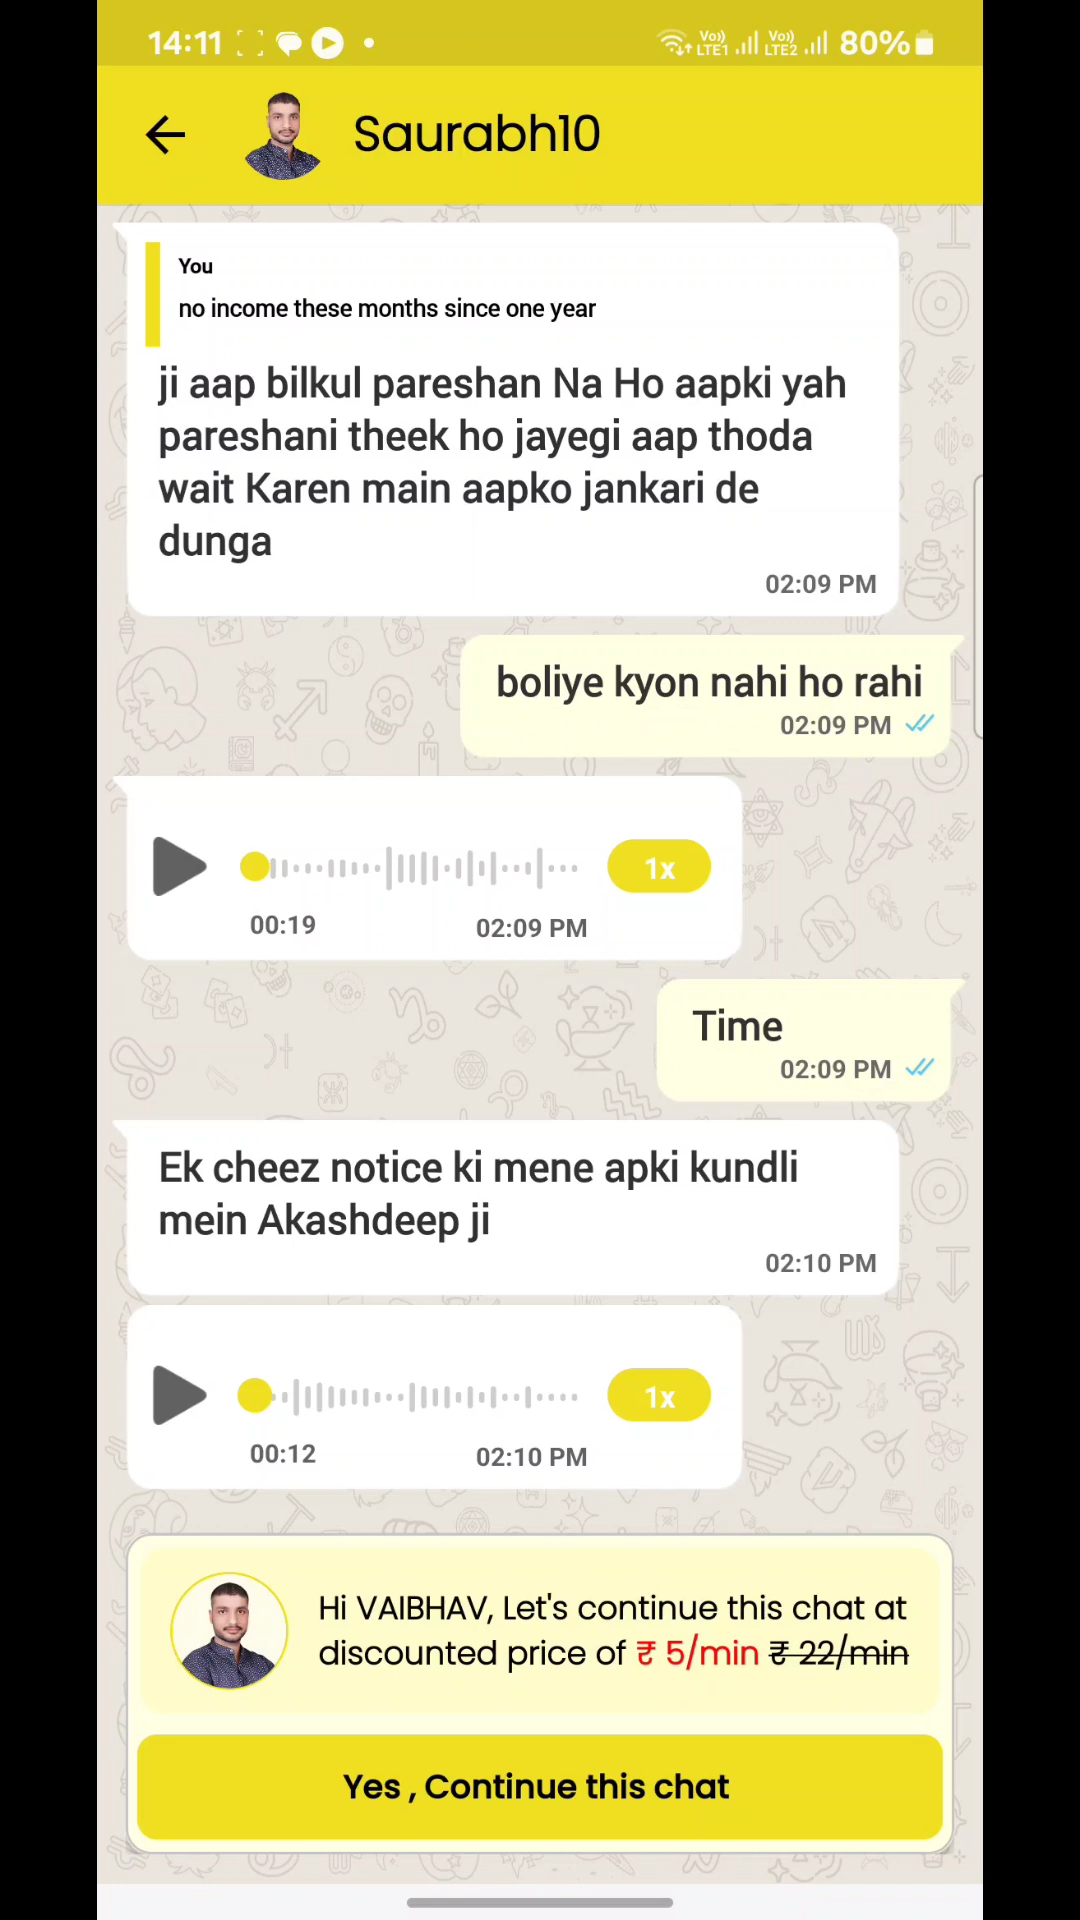 14:11
Vo)) LTE1 Vo)) LTE2 80%
Saurabh10
You
no income these months since one year
ji aap bilkul pareshan Na Ho aapki yah
pareshani theek ho jayegi aap thoda
wait Karen main aapko jankari de
dunga
02:09 PM
boliye kyon nahi ho rahi
02:09 PM
1x
00:19
02:09 PM
Time
02:09 PM
Ek cheez notice ki mene apki kundli
mein Akashdeep ji
02:10 PM
1x
00:12
02:10 PM
Hi VAIBHAV, Let's continue this chat at
discounted price of ₹ 5/min ₹ 22/min
Yes , Continue this chat